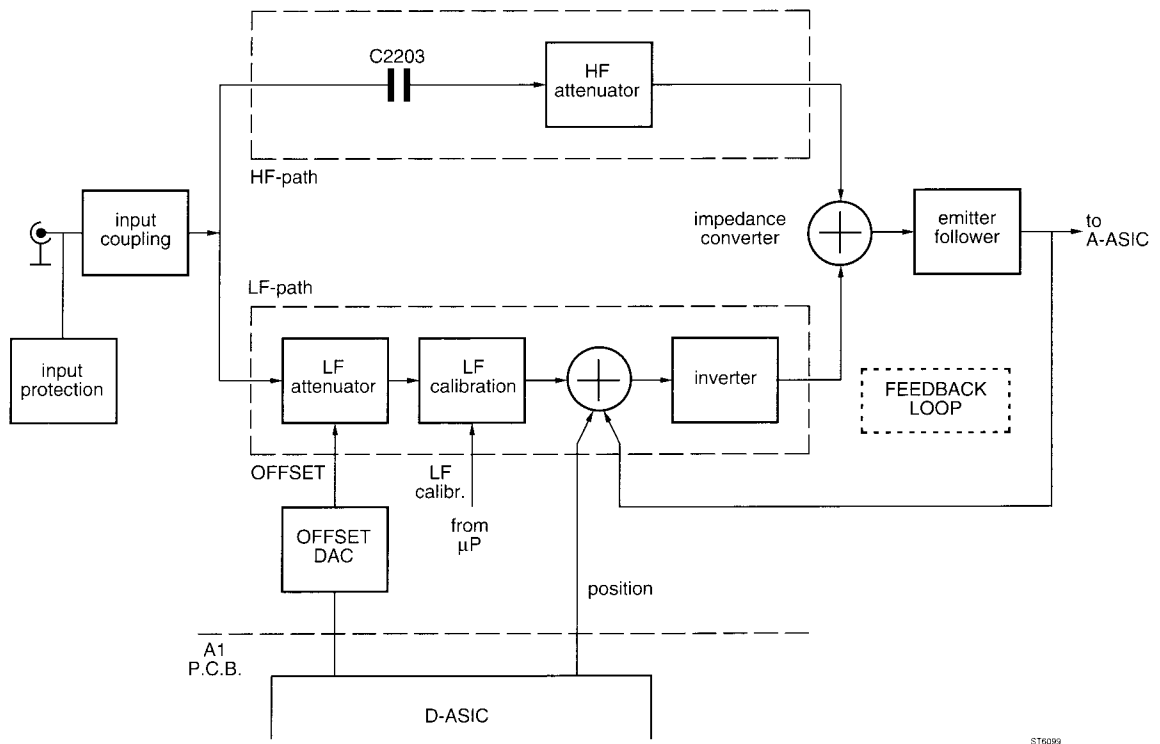 C2203
HF
attenuator
HF-path
input
coupling
impedance
converter
emitter
follower
to
A-ASIC
LF-path
input
protection
LF
attenuator
LF
calibration
inverter
FEEDBACK
LOOP
OFFSET
LF
calibr.
from
µP
OFFSET
DAC
position
A1
P.C.B.
D-ASIC
ST6099